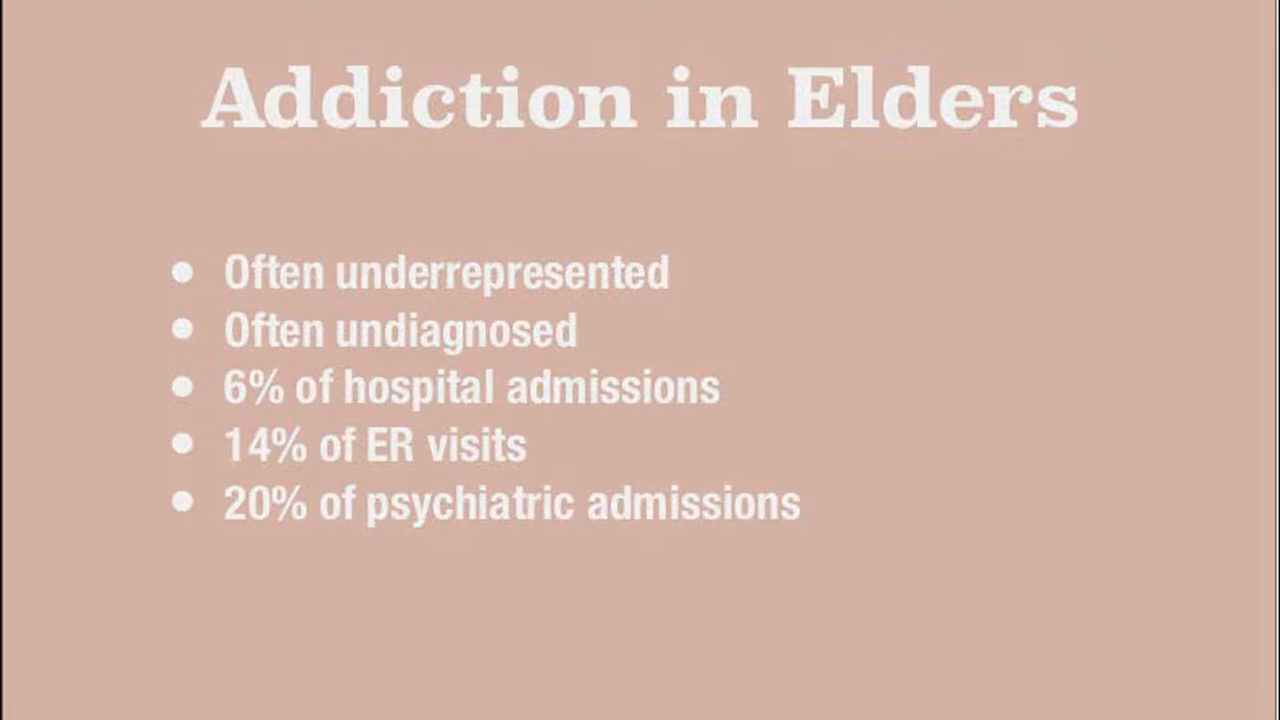 Addiction in Elders
• Often underrepresented
• Often undiagnosed
• 6% of hospital admissions
• 14% of ER visits
• 20% of psychiatric admissions